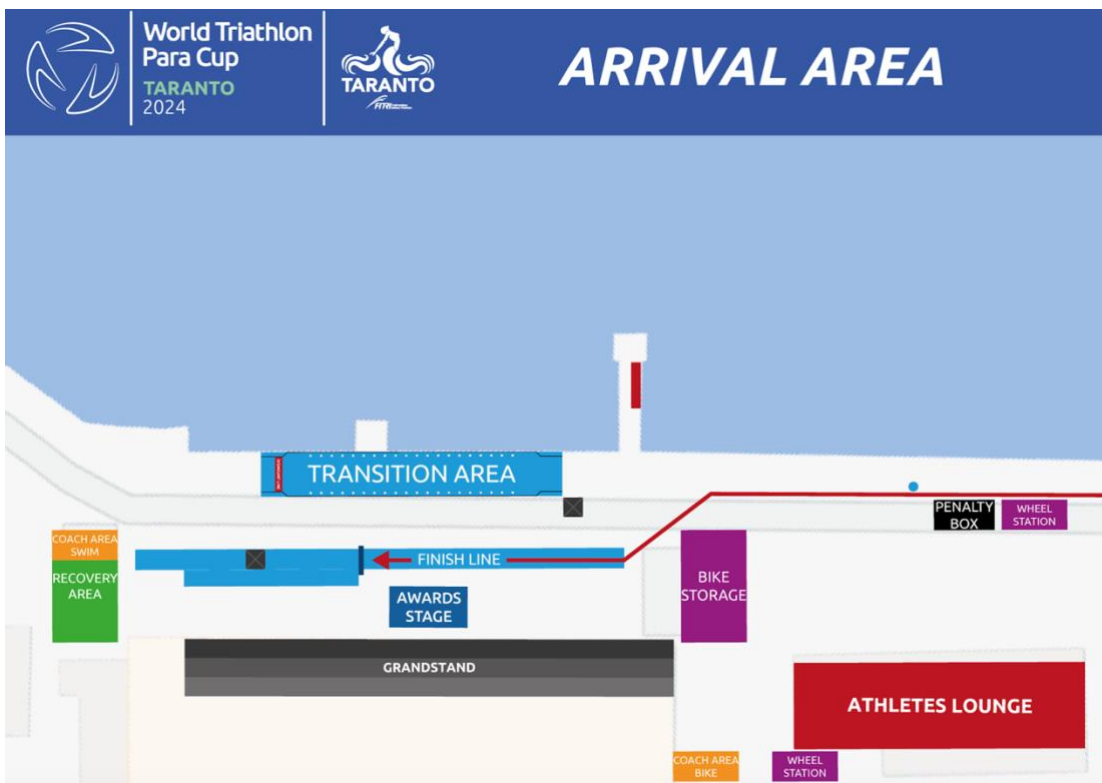 World Triathlon
Para Cup
TARANTO
2024
TARANTO
ARRIVAL AREA
TRANSITION AREA
PENALTY
BOX
WHEEL
STATION
COACH AREA
SWIM
FINISH LINE
RECOVERY
AREA
BIKE
STORAGE
AWARDS
STAGE
GRANDSTAND
ATHLETES LOUNGE
COACH AREA
BIKE
WHEEL
STATION